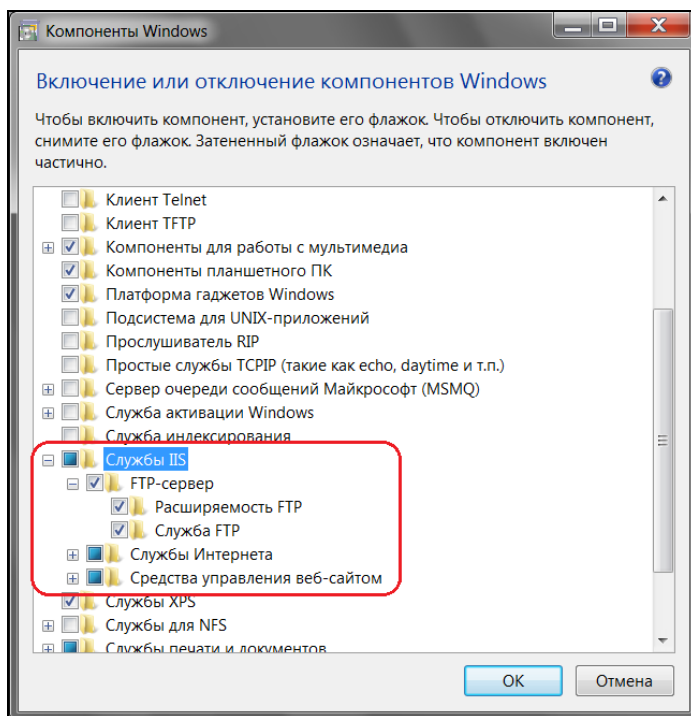 Компоненты Windows
Включение или отключение компонентов Windows
Чтобы включить компонент, установите его флажок. Чтобы отключить компонент,
снимите его флажок. Затененный флажок означает, что компонент включен
частично.
Клиент Telnet
Клиент TFTP
Компоненты для работы с мультимедиа
Компоненты планшетного ПК
Платформа гаджетов Windows
Подсистема для UNIX-приложений
Прослушиватель RIP
Простые службы TCPIP (такие как echo, daytime и т.п.)
Сервер очереди сообщений Майкрософт (MSMQ)
Служба активации Windows
Служба индексирования
Службы IIS
FTP-сервер
Расширяемость FTP
Служба FTP
Службы Интернета
Средства управления веб-сайтом
Службы XPS
Службы для NFS
Службы печати и документов
ОК
Отмена